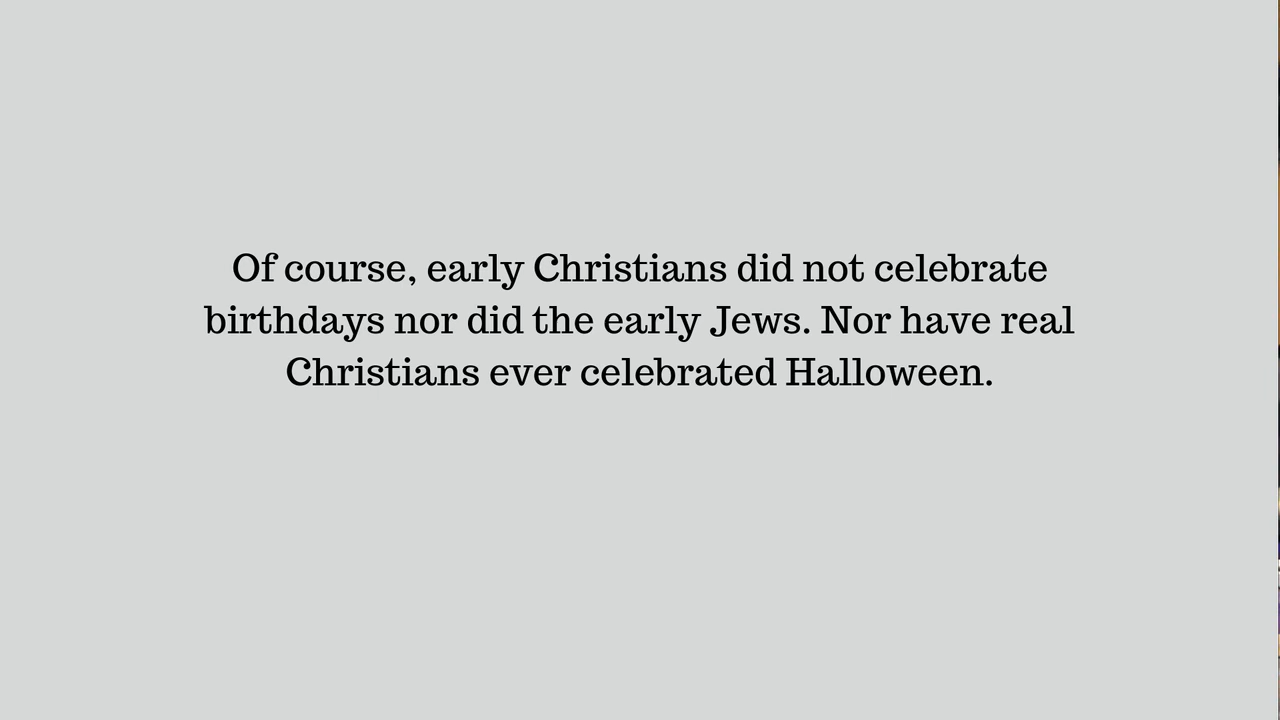 Of course, early Christians did not celebrate
birthdays nor did the early Jews. Nor have real
Christians ever celebrated Halloween.